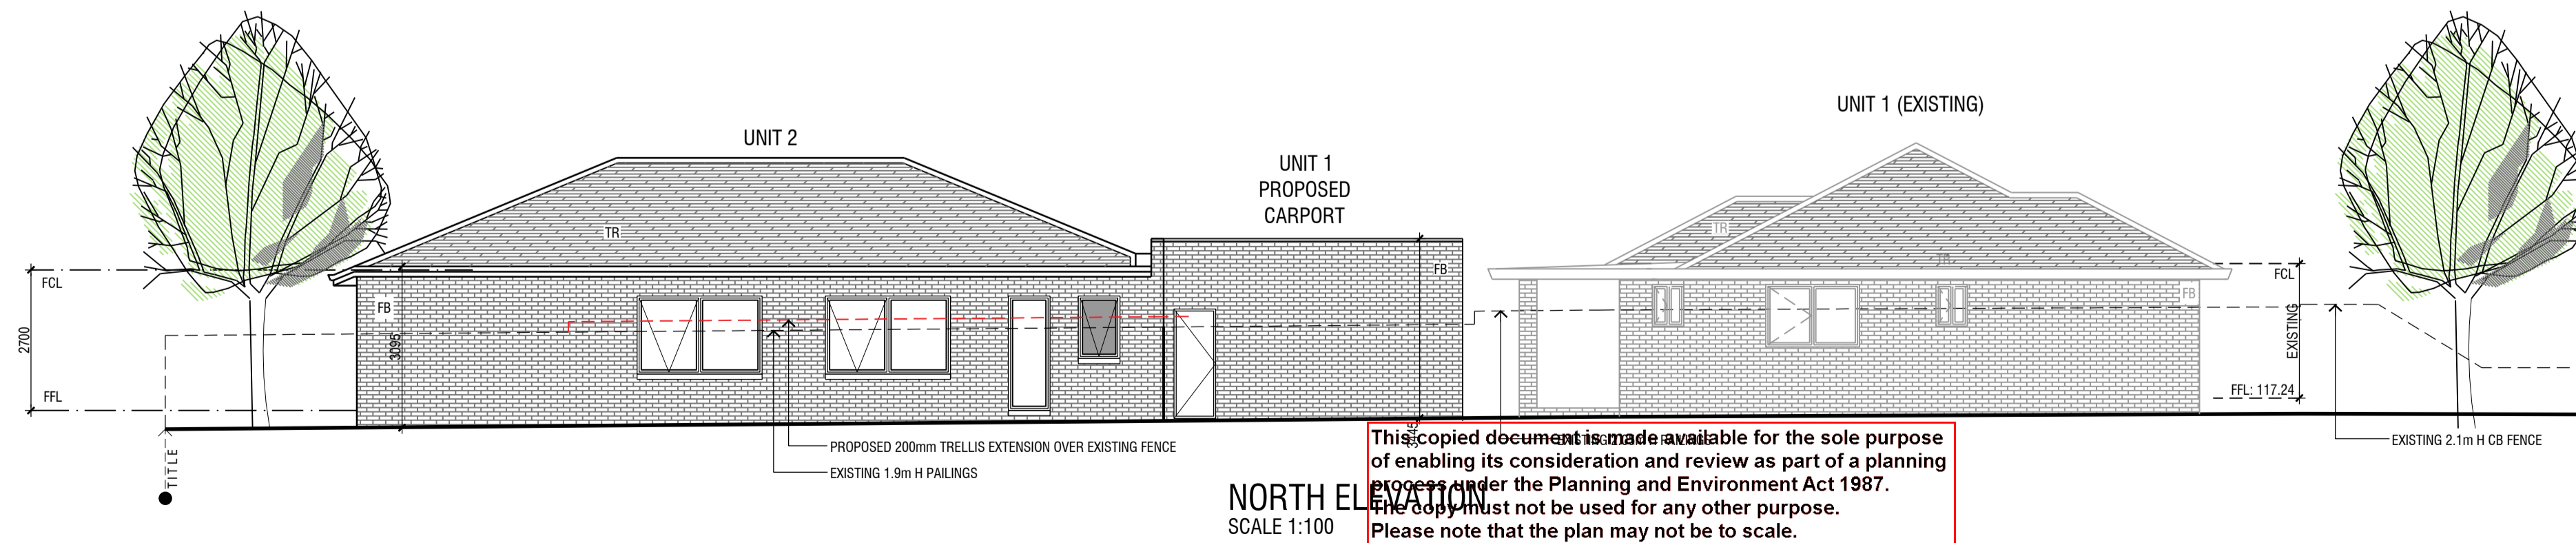 UNIT 2
UNIT 1
PROPOSED
CARPORT
UNIT 1 (EXISTING)
TR
TR
TR
FCL
FB
FB
FB
FCL
2700
3095
EXISTING
FFL
FFL: 117.24
TITLE
3445
PROPOSED 200mm TRELLIS EXTENSION OVER EXISTING FENCE
EXISTING 1.9m H PAILINGS
EXISTING PAILINGS
EXISTING 2.1m H CB FENCE
NORTH ELEVATION
SCALE 1:100
This copied document is made available for the sole purpose
of enabling its consideration and review as part of a planning
process under the Planning and Environment Act 1987.
The copy must not be used for any other purpose.
Please note that the plan may not be to scale.